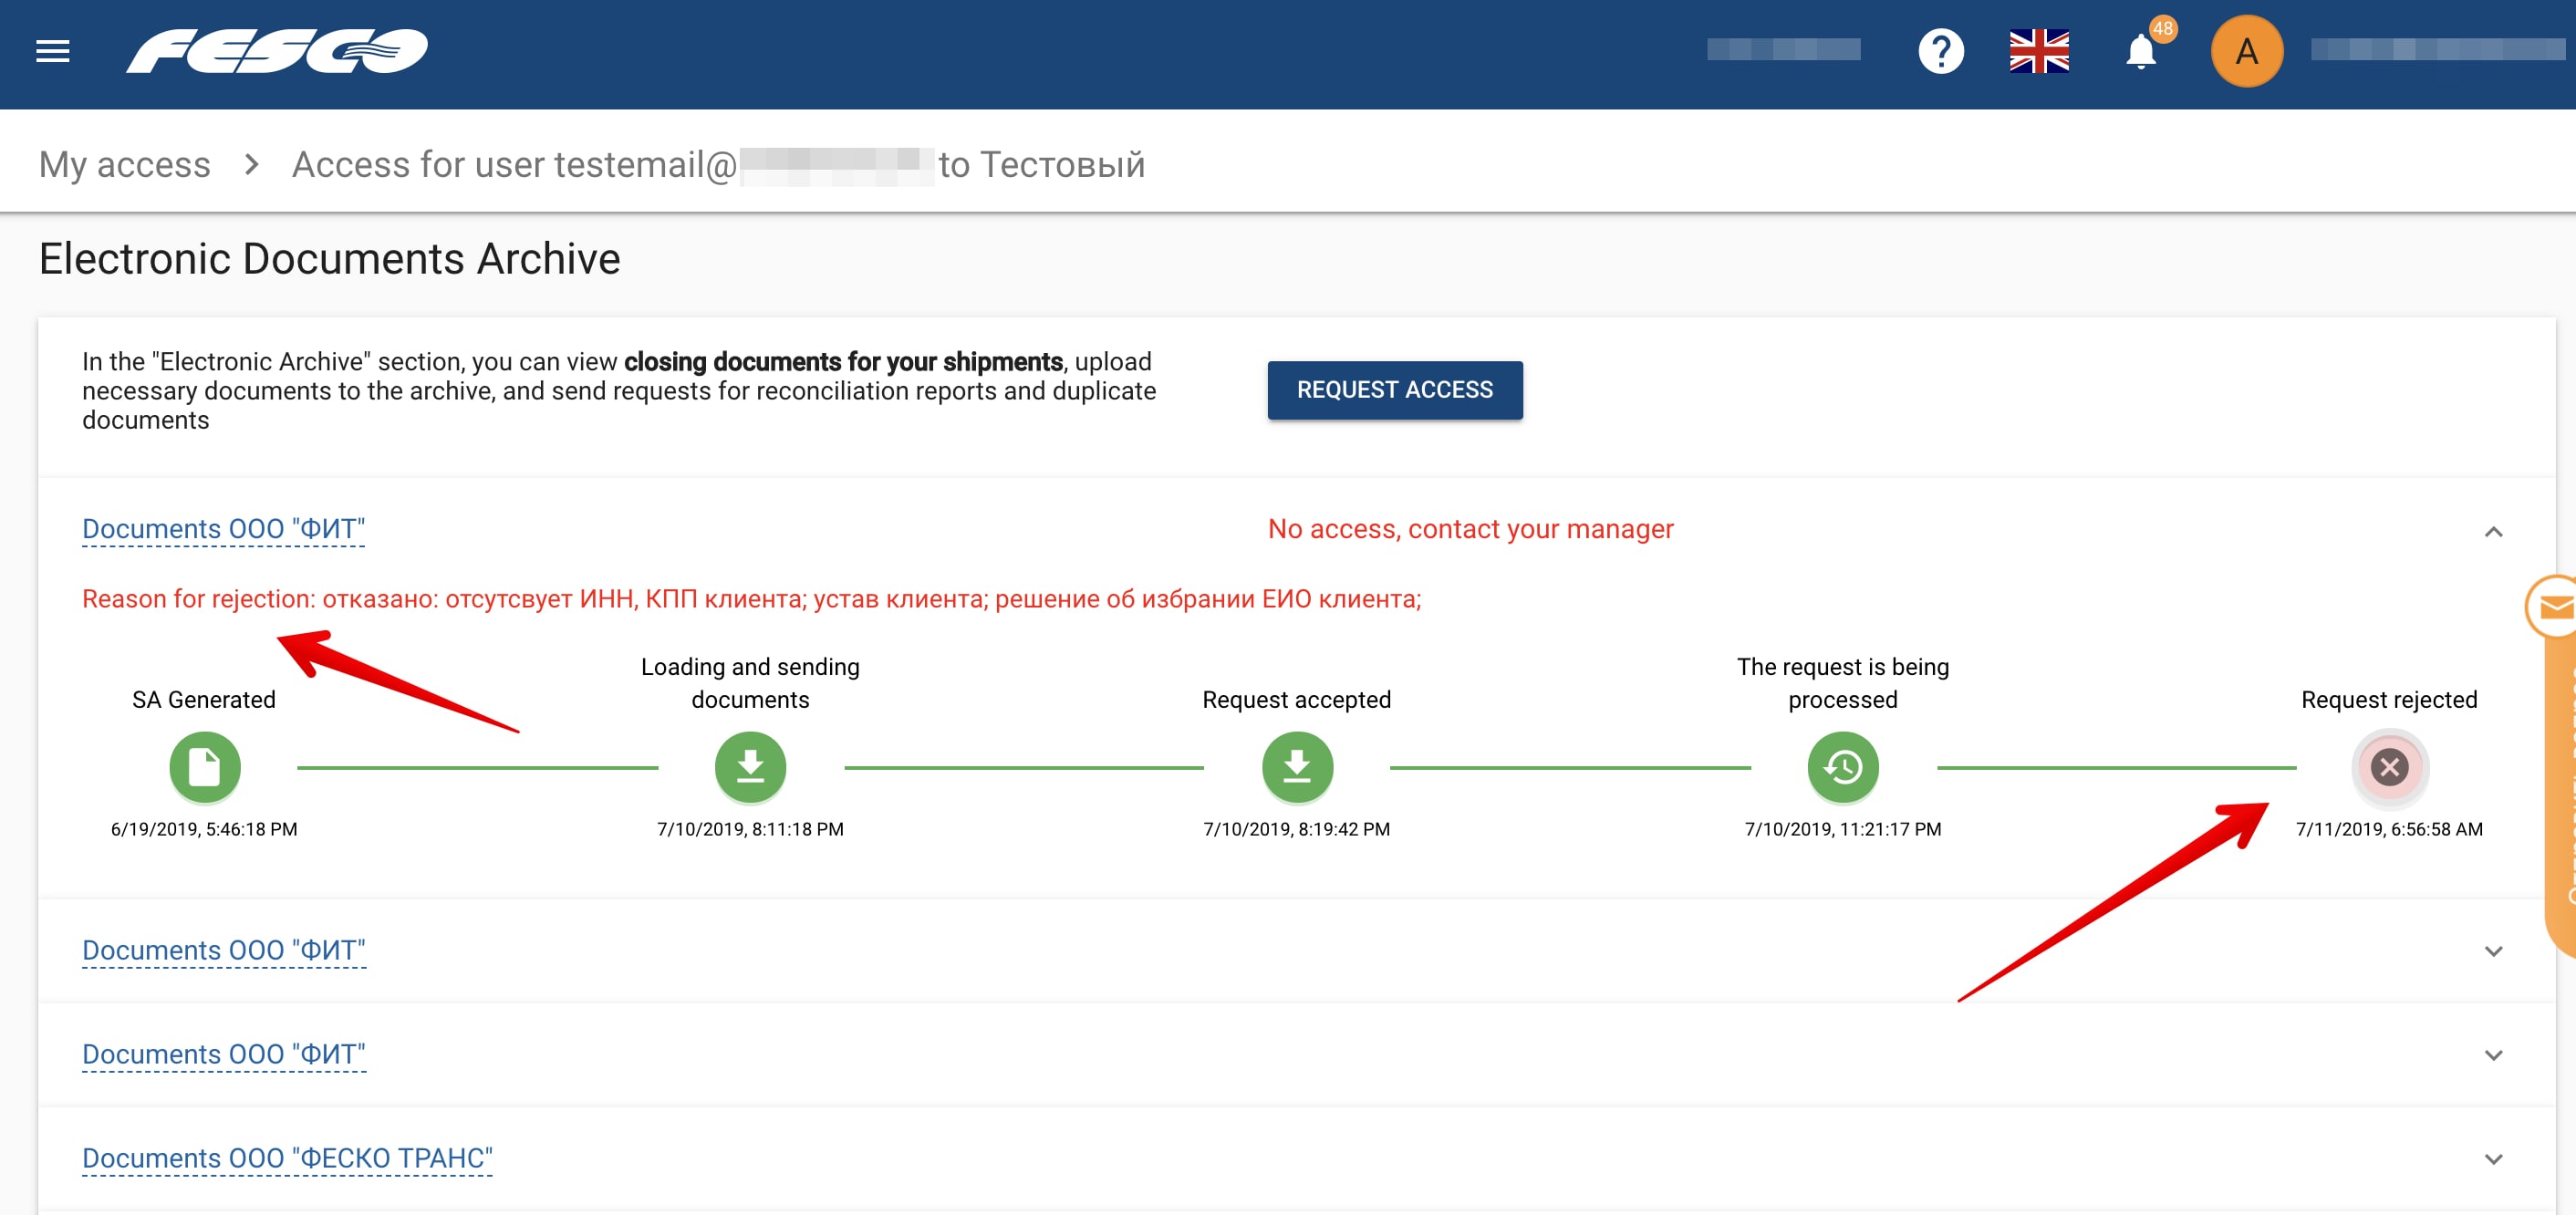 FESCO
48
A
My access > Access for user testemail@ to Тестовый
Electronic Documents Archive
In the "Electronic Archive" section, you can view closing documents for your shipments, upload
necessary documents to the archive, and send requests for reconciliation reports and duplicate
documents
REQUEST ACCESS
Documents ООО "ФИТ"
No access, contact your manager
Reason for rejection: отказано: отсутсвует ИНН, КПП клиента; устав клиента; решение об избрании ЕИО клиента;
SA Generated
Loading and sending
documents
Request accepted
The request is being
processed
Request rejected
6/19/2019, 5:46:18 PM
7/10/2019, 8:11:18 PM
7/10/2019, 8:19:42 PM
7/10/2019, 11:21:17 PM
7/11/2019, 6:56:58 AM
Documents ООО "ФИТ"
Documents ООО "ФИТ"
Documents ООО "ФЕСКО ТРАНС"